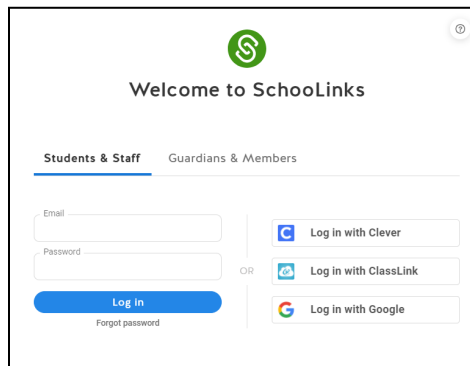 Welcome to SchooLinks
Students & Staff
Guardians & Members
Email
Password
Log in
Forgot password
OR
Log in with Clever
Log in with ClassLink
Log in with Google